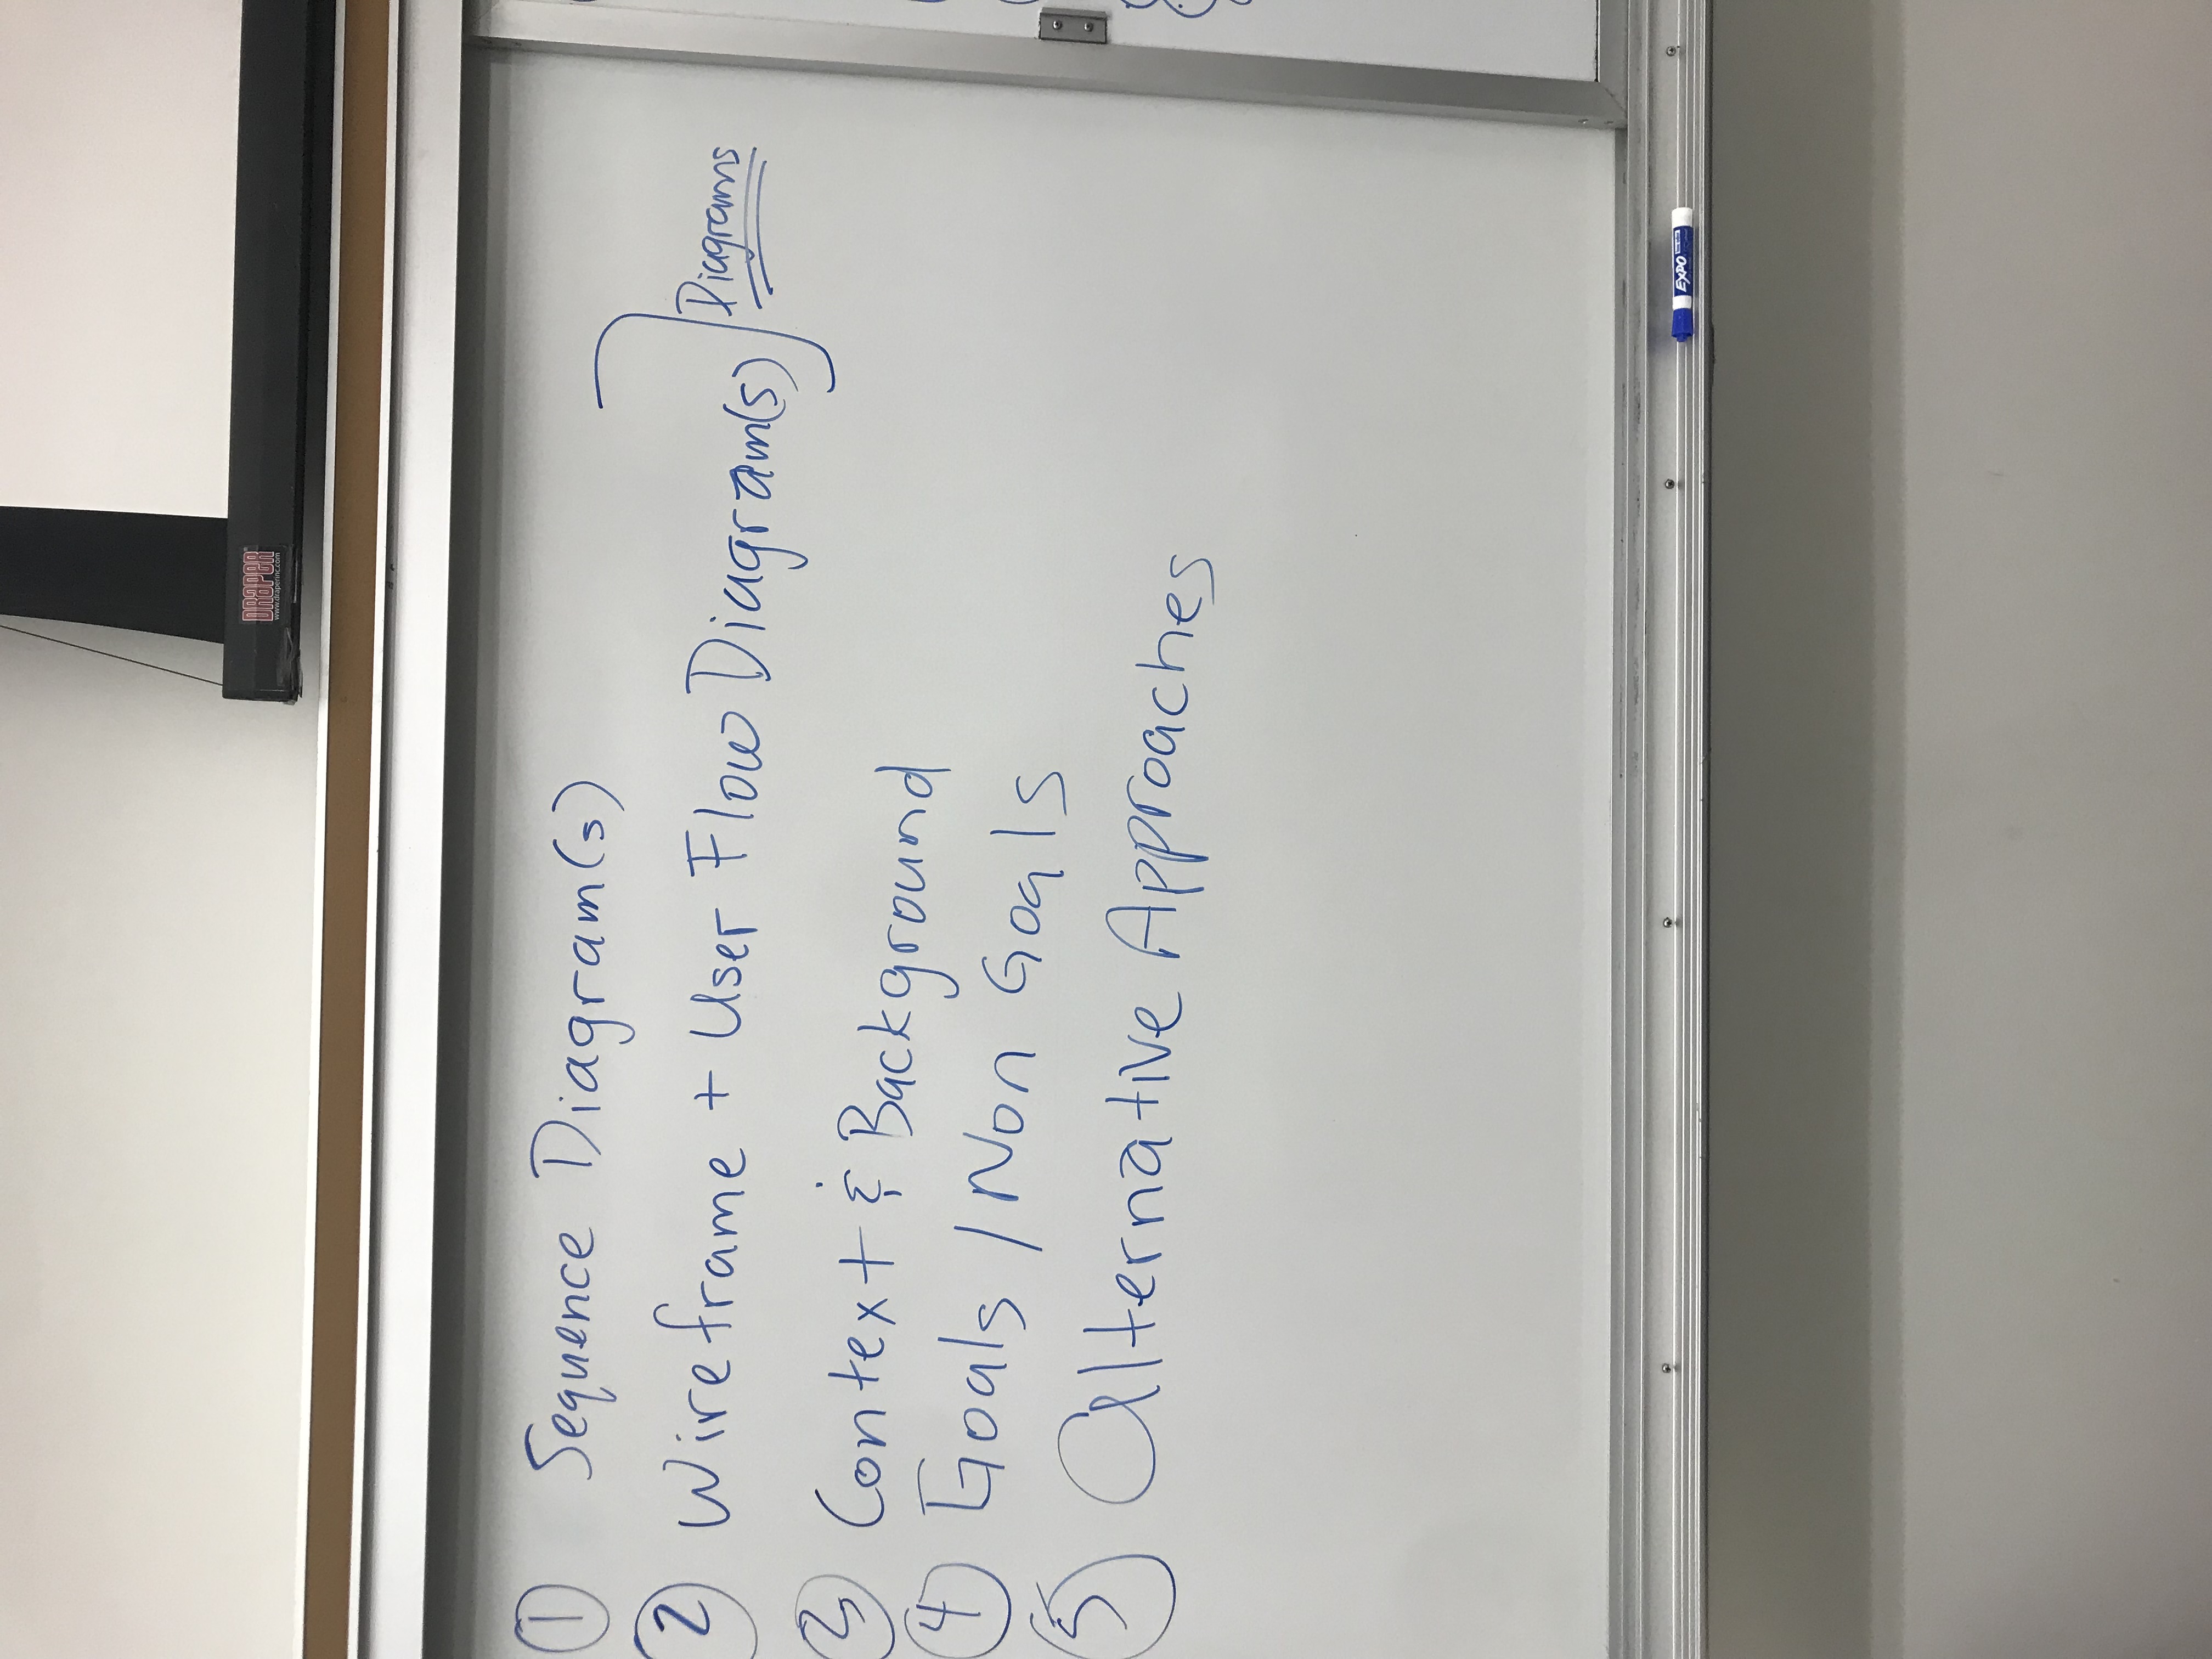 DRAPER
www.draperinc.com
① Sequence Diagram(s)
② Wireframe + User Flow Diagram(s)
Diagrams
③ Context & Background
④ Goals / Non Goals
⑤ Alternative Approaches
EXPO